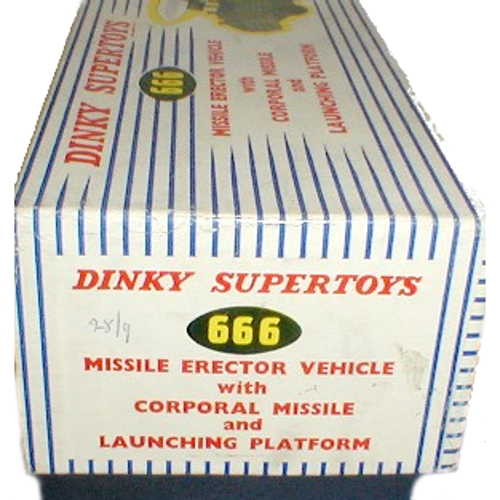 DINKY SUPERTOYS
666
MISSILE ERECTOR VEHICLE
with
CORPORAL MISSILE
and
LAUNCHING PLATFORM
DINKY SUPERTOYS
666
28/9
MISSILE ERECTOR VEHICLE
with
CORPORAL MISSILE
and
LAUNCHING PLATFORM